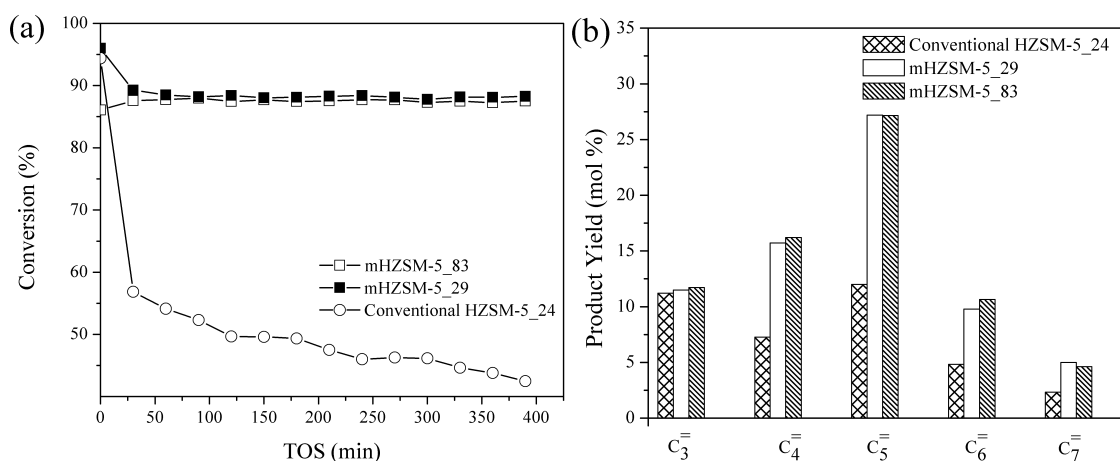 (a)
100
90
80
70
60
50
Conversion (%)
mHZSM-5_83
mHZSM-5_29
Conventional HZSM-5_24
0 50 100 150 200 250 300 350 400
TOS (min)
(b)
35
30
25
20
15
10
5
0
Product Yield (mol %)
Conventional HZSM-5_24
mHZSM-5_29
mHZSM-5_83
C₃⁼ C₄⁼ C₅⁼ C₆⁼ C₇⁼